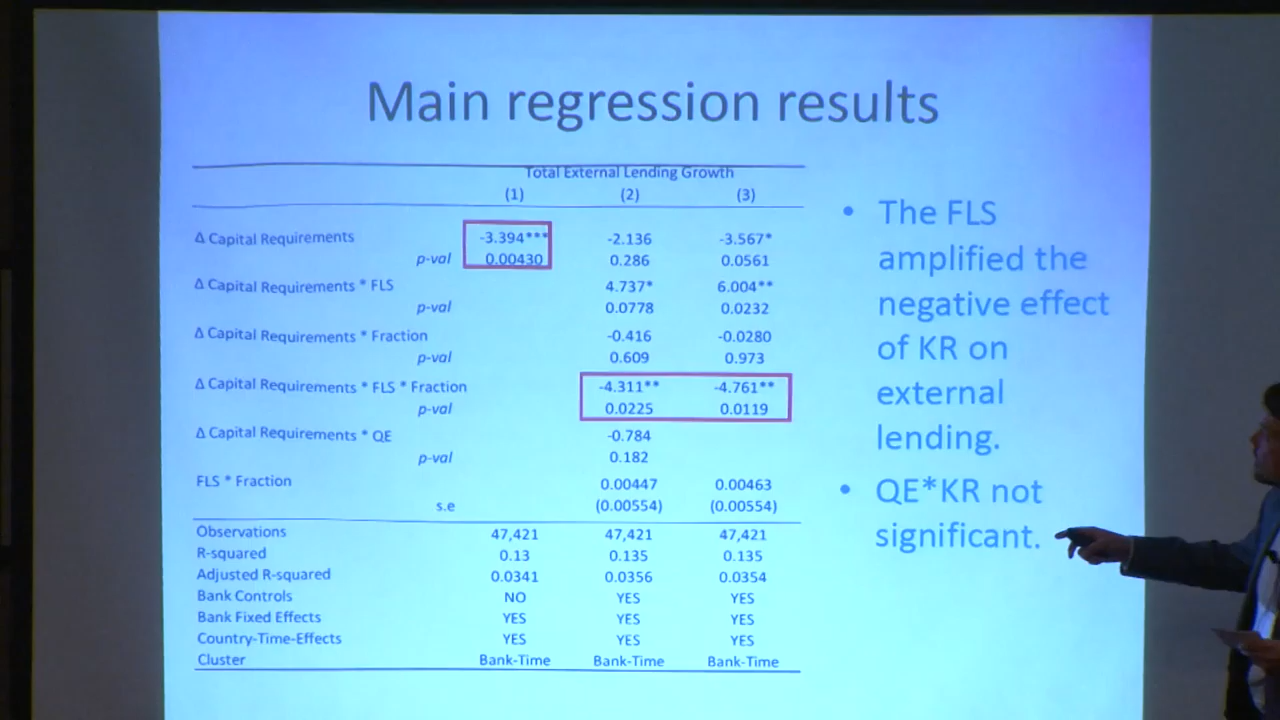 Main regression results
Total External Lending Growth
(1) (2) (3)
Δ Capital Requirements -3.394*** -2.136 -3.567*
p-val 0.00430 0.286 0.0561
Δ Capital Requirements * FLS 4.737* 6.004**
p-val 0.0778 0.0232
Δ Capital Requirements * Fraction -0.416 -0.0280
p-val 0.609 0.973
Δ Capital Requirements * FLS * Fraction -4.311** -4.761**
p-val 0.0225 0.0119
Δ Capital Requirements * QE -0.784
p-val 0.182
FLS * Fraction 0.00447 0.00463
s.e (0.00554) (0.00554)
Observations 47,421 47,421 47,421
R-squared 0.13 0.135 0.135
Adjusted R-squared 0.0341 0.0356 0.0354
Bank Controls NO YES YES
Bank Fixed Effects YES YES YES
Country-Time-Effects YES YES YES
Cluster Bank-Time Bank-Time Bank-Time
• The FLS
amplified the
negative effect
of KR on
external
lending.
• QE*KR not
significant.